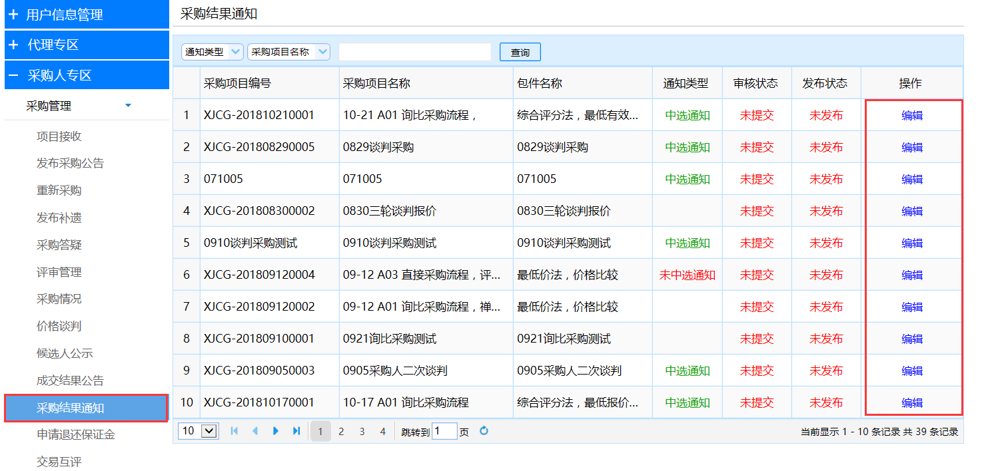 + 用户信息管理
+ 代理专区
− 采购人专区
采购管理
项目接收
发布采购公告
重新采购
发布补遗
采购答疑
评审管理
采购情况
价格谈判
候选人公示
成交结果公告
采购结果通知
申请退还保证金
交易互评
采购结果通知
通知类型 采购项目名称 查询
采购项目编号 采购项目名称 包件名称 通知类型 审核状态 发布状态 操作
1 XJCG-201810210001 10-21 A01 询比采购流程， 综合评分法，最低有效... 中选通知 未提交 未发布 编辑
2 XJCG-201808290005 0829谈判采购 0829谈判采购 中选通知 未提交 未发布 编辑
3 071005 071005 071005 中选通知 未提交 未发布 编辑
4 XJCG-201808300002 0830三轮谈判报价 0830三轮谈判报价 未提交 未发布 编辑
5 0910谈判采购测试 0910谈判采购测试 0910谈判采购测试 中选通知 未提交 未发布 编辑
6 XJCG-201809120004 09-12 A03 直接采购流程，评... 最低价法，价格比较 未中选通知 未提交 未发布 编辑
7 XJCG-201809120002 09-12 A01 询比采购流程，禅... 最低价法，价格比较 未提交 未发布 编辑
8 XJCG-201809100001 0921询比采购测试 0921询比采购测试 未提交 未发布 编辑
9 XJCG-201809050003 0905采购人二次谈判 0905采购人二次谈判 中选通知 未提交 未发布 编辑
10 XJCG-201810170001 10-17 A01 询比采购流程 综合评分法，最低报价... 中选通知 未提交 未发布 编辑
10 1 2 3 4 跳转到 1 页 当前显示 1 - 10 条记录 共 39 条记录